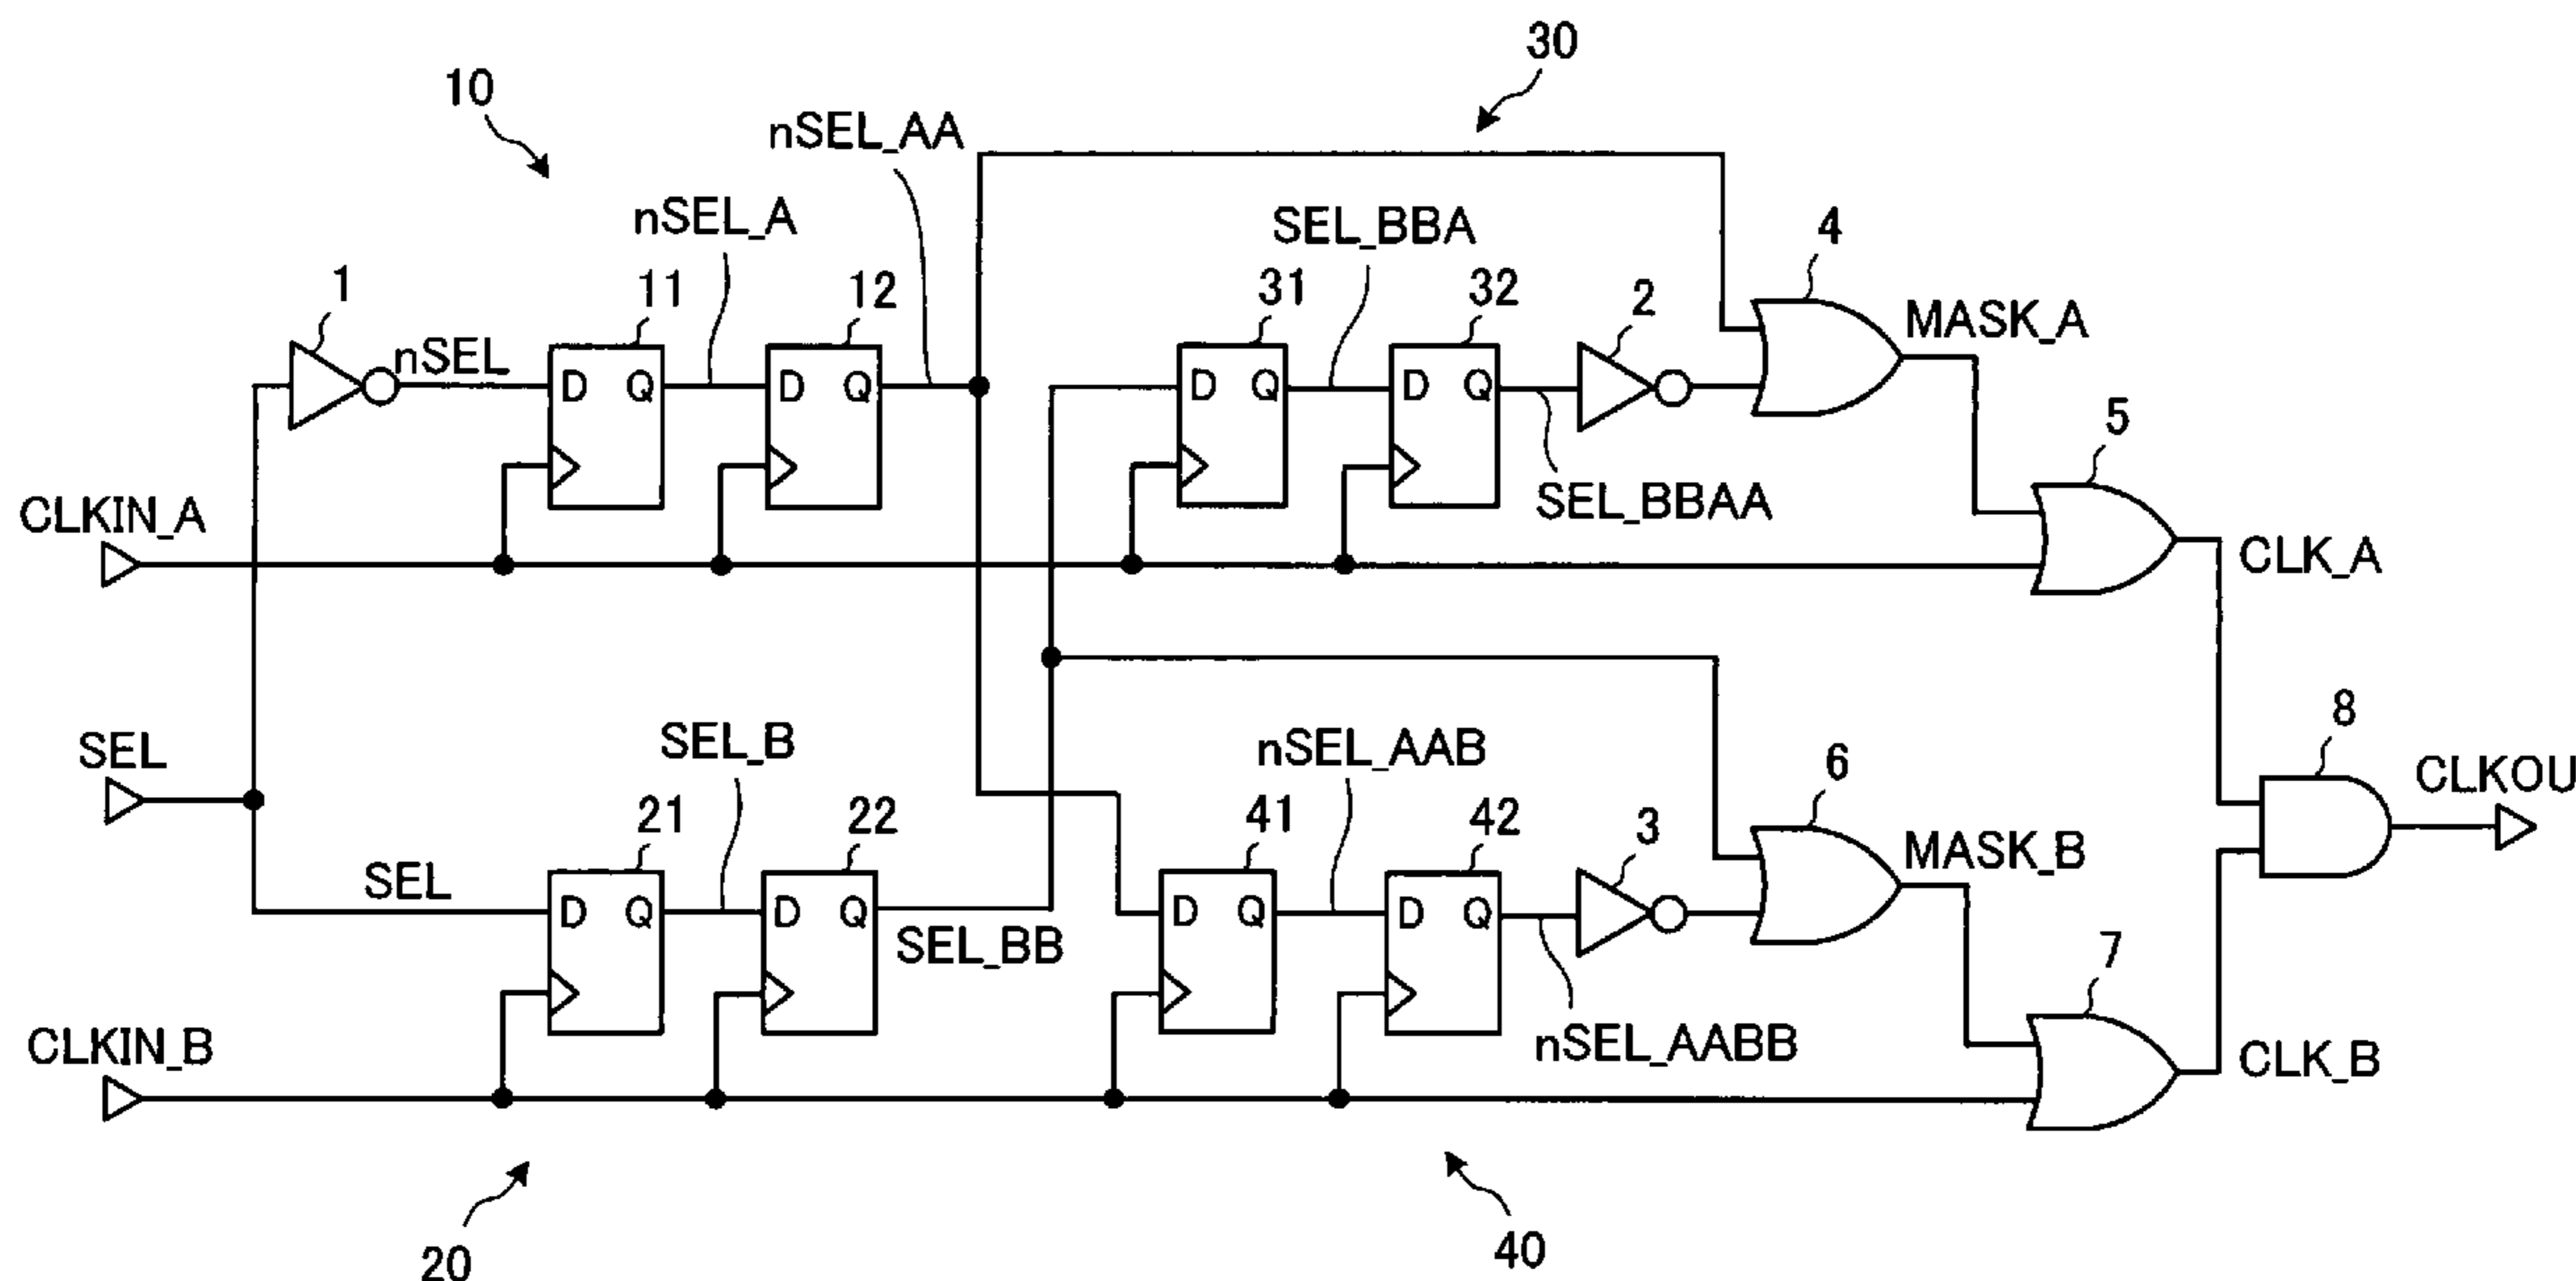 30
10
nSEL_AA
nSEL_A
SEL_BBA
4
1
11
12
31
32
2
MASK_A
nSEL
D Q
D Q
D Q
D Q
5
CLKIN_A
SEL_BBAA
CLK_A
8
SEL
SEL_B
nSEL_AAB
6
CLKOU
21
22
41
42
3
MASK_B
SEL
D Q
D Q
D Q
D Q
SEL_BB
7
CLKIN_B
nSEL_AABB
CLK_B
20
40